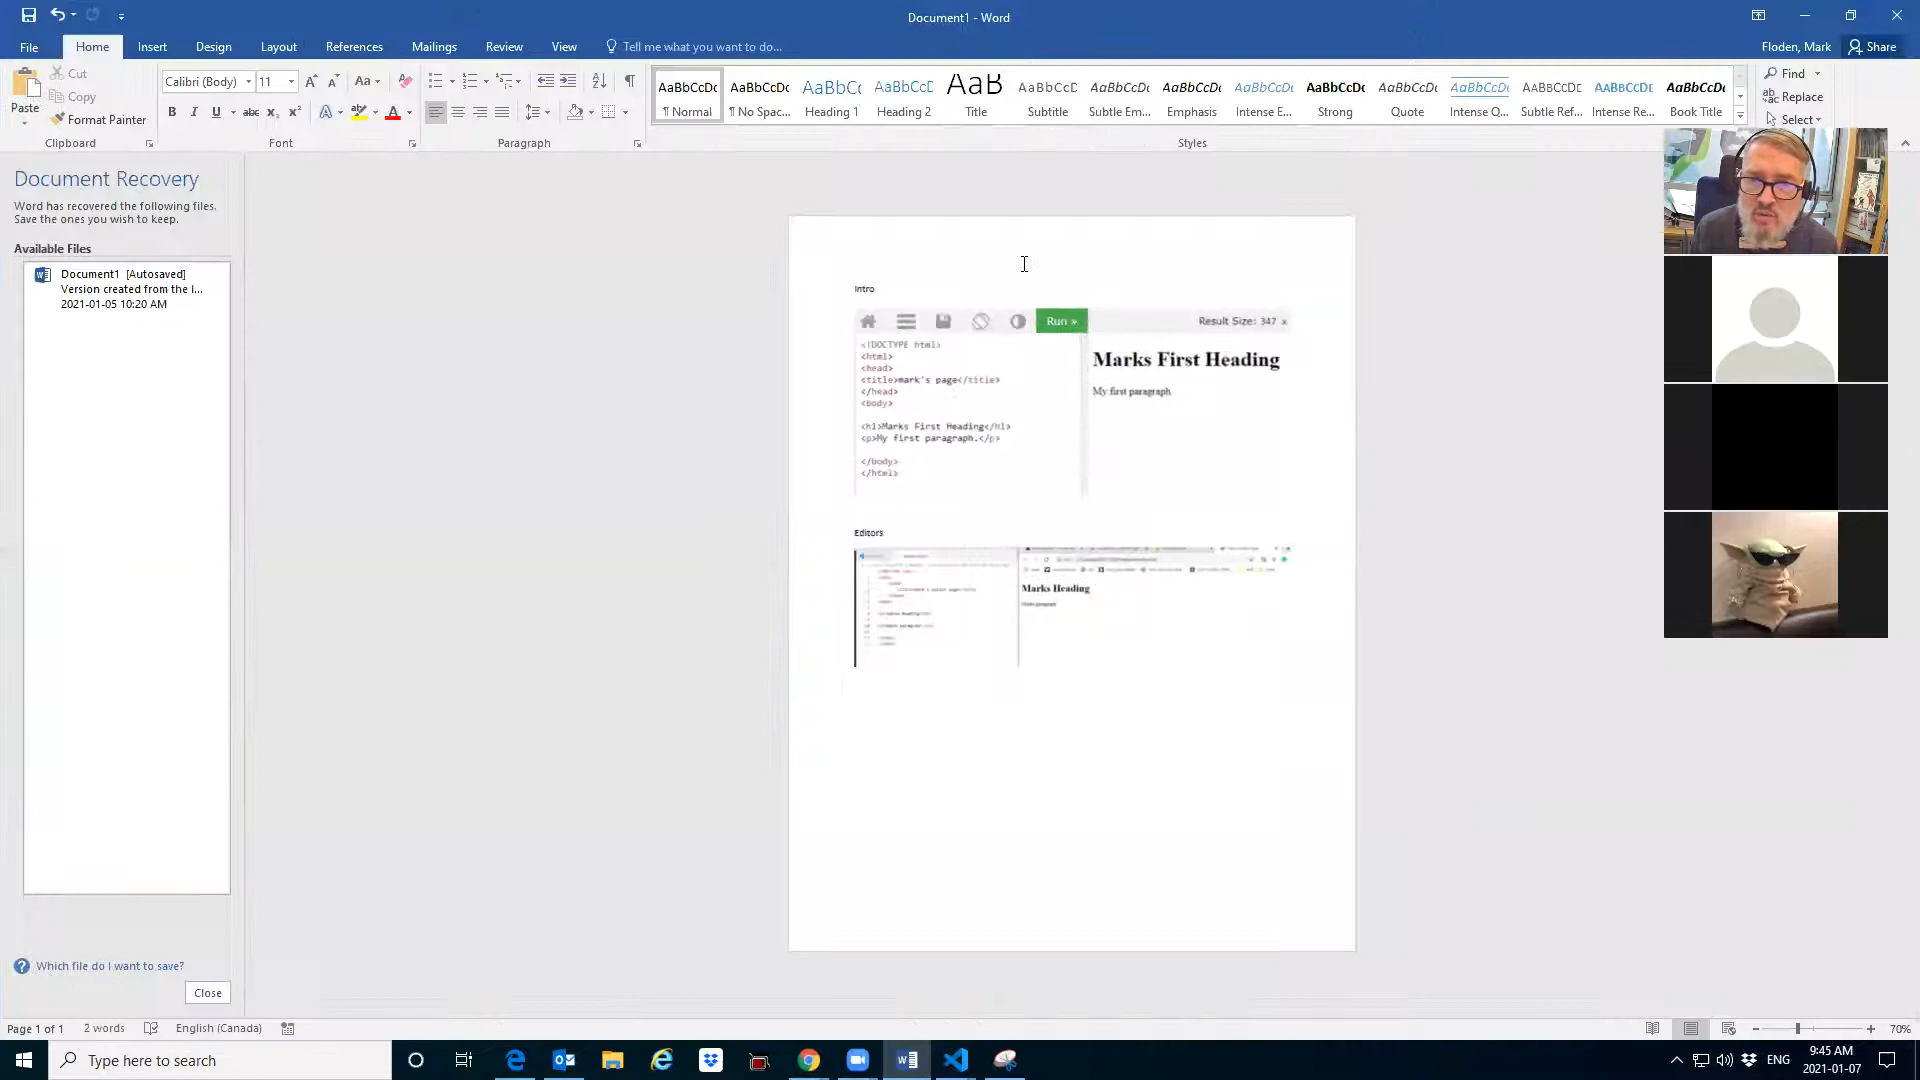 Document1 - Word
File Home Insert Design Layout References Mailings Review View Tell me what you want to do... Floden, Mark Share
Paste
Cut
Copy
Format Painter
Clipboard
Calibri (Body) 11
Font
Paragraph
AaBbCcDc AaBbCcDc AaBbCc AaBbCcD AaB AaBbCcD AaBbCcDc AaBbCcDc AaBbCcDc AaBbCcDc AaBbCcDc AaBbCcDc AABBCCDE AABBCCDE AaBbCcDc
¶ Normal ¶ No Spac... Heading 1 Heading 2 Title Subtitle Subtle Em... Emphasis Intense E... Strong Quote Intense Q... Subtle Ref... Intense Re... Book Title
Styles
Find
Replace
Select
Document Recovery
Word has recovered the following files.
Save the ones you wish to keep.
Available Files
Document1 [Autosaved]
Version created from the l...
2021-01-05 10:20 AM
Which file do I want to save?
Close
Intro
Run »
Result Size: 347 x
<!DOCTYPE html>
<html>
<head>
<title>mark's page</title>
</head>
<body>
<h1>Marks First Heading</h1>
<p>My first paragraph.</p>
</body>
</html>
Marks First Heading
My first paragraph.
Editors
Marks Heading
Page 1 of 1 2 words English (Canada) 70%
Type here to search
ENG
9:45 AM
2021-01-07